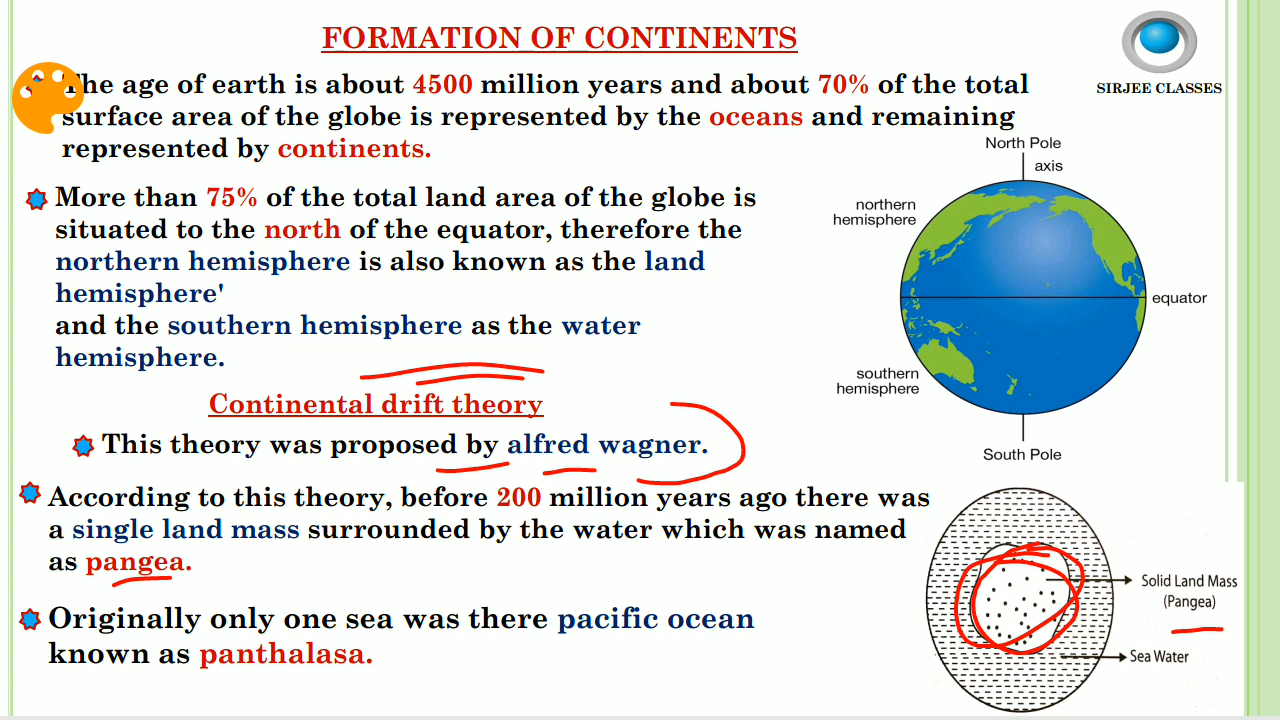 FORMATION OF CONTINENTS
The age of earth is about 4500 million years and about 70% of the total
surface area of the globe is represented by the oceans and remaining
represented by continents.
SIRJEE CLASSES
More than 75% of the total land area of the globe is
situated to the north of the equator, therefore the
northern hemisphere is also known as the land
hemisphere'
and the southern hemisphere as the water
hemisphere.
North Pole
axis
northern
hemisphere
equator
southern
hemisphere
South Pole
Continental drift theory
This theory was proposed by alfred wagner.
According to this theory, before 200 million years ago there was
a single land mass surrounded by the water which was named
as pangea.
Originally only one sea was there pacific ocean
known as panthalasa.
Solid Land Mass
(Pangea)
Sea Water